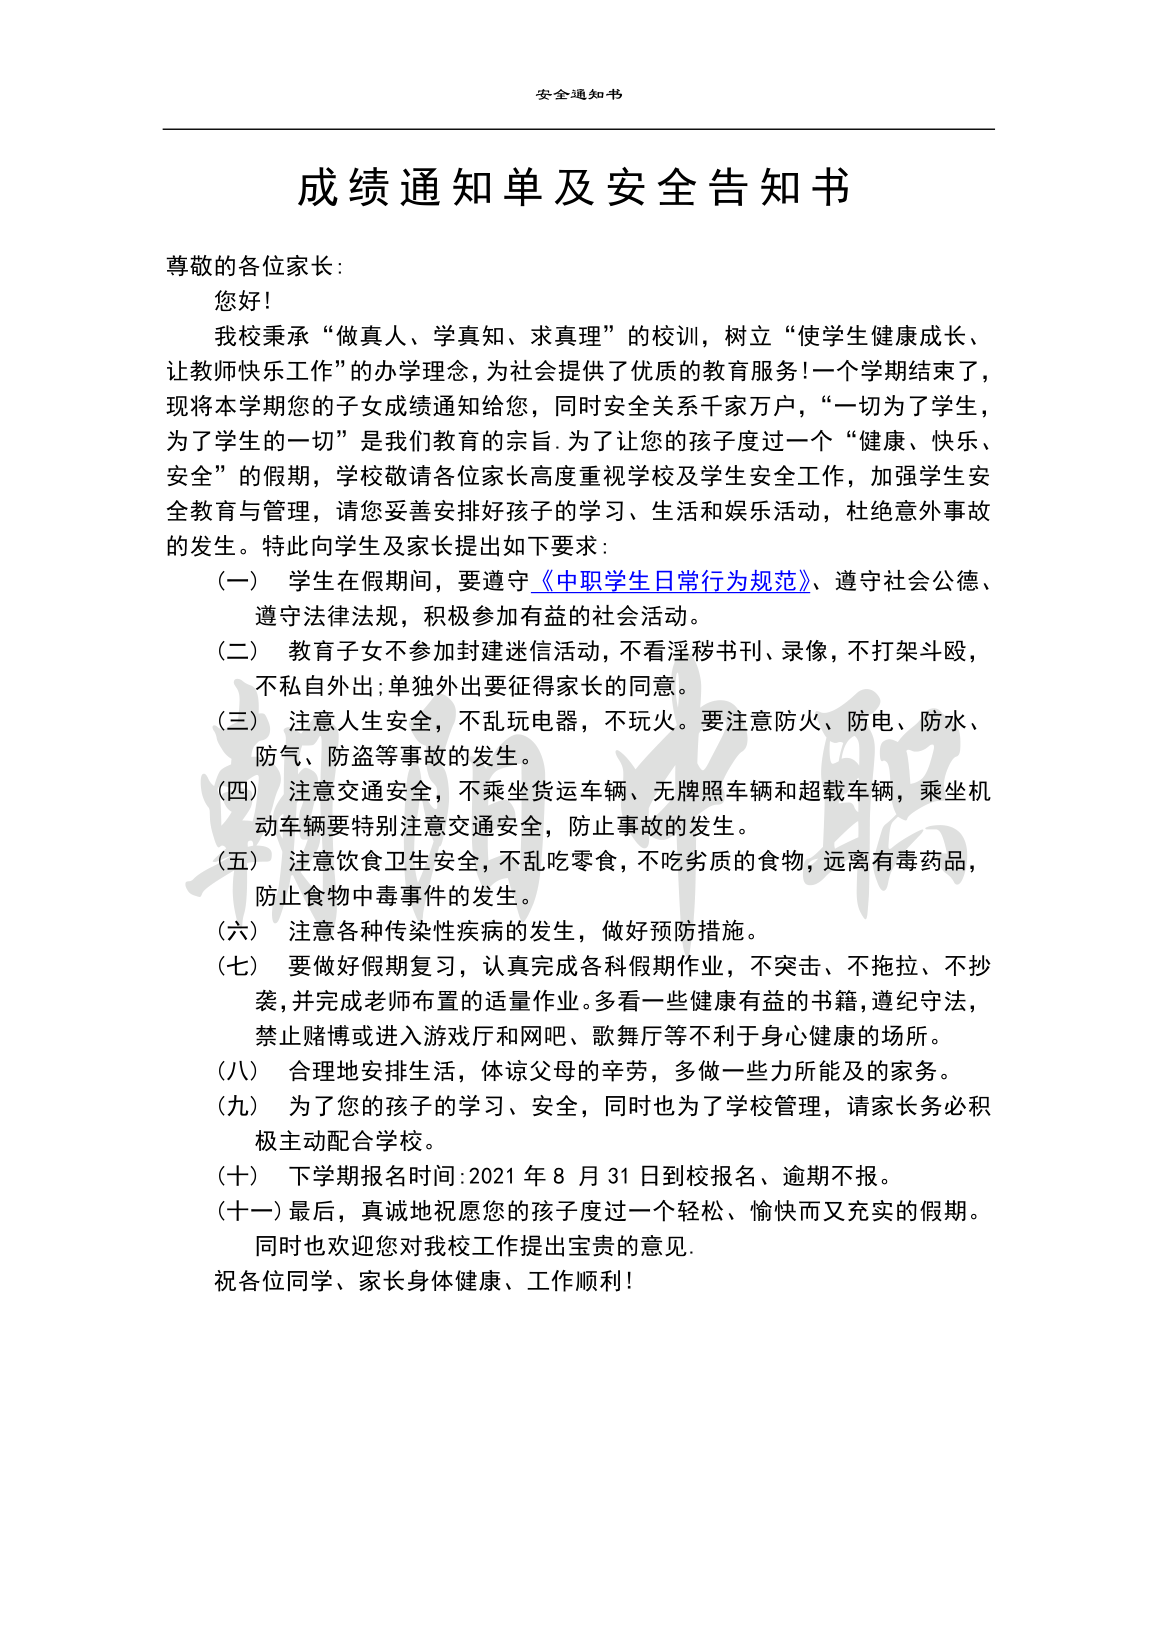 安全通知书
成绩通知单及安全告知书
尊敬的各位家长:
您好!
我校秉承“做真人、学真知、求真理”的校训，树立“使学生健康成长、
让教师快乐工作”的办学理念，为社会提供了优质的教育服务!一个学期结束了，
现将本学期您的子女成绩通知给您，同时安全关系千家万户，“一切为了学生，
为了学生的一切”是我们教育的宗旨.为了让您的孩子度过一个“健康、快乐、
安全”的假期，学校敬请各位家长高度重视学校及学生安全工作，加强学生安
全教育与管理，请您妥善安排好孩子的学习、生活和娱乐活动，杜绝意外事故
的发生。特此向学生及家长提出如下要求:
(一) 学生在假期间，要遵守《中职学生日常行为规范》、遵守社会公德、
遵守法律法规，积极参加有益的社会活动。
(二) 教育子女不参加封建迷信活动，不看淫秽书刊、录像，不打架斗殴，
不私自外出;单独外出要征得家长的同意。
(三) 注意人生安全，不乱玩电器，不玩火。要注意防火、防电、防水、
防气、防盗等事故的发生。
(四) 注意交通安全，不乘坐货运车辆、无牌照车辆和超载车辆，乘坐机
动车辆要特别注意交通安全，防止事故的发生。
(五) 注意饮食卫生安全，不乱吃零食，不吃劣质的食物，远离有毒药品，
防止食物中毒事件的发生。
(六) 注意各种传染性疾病的发生，做好预防措施。
(七) 要做好假期复习，认真完成各科假期作业，不突击、不拖拉、不抄
袭，并完成老师布置的适量作业。多看一些健康有益的书籍，遵纪守法，
禁止赌博或进入游戏厅和网吧、歌舞厅等不利于身心健康的场所。
(八) 合理地安排生活，体谅父母的辛劳，多做一些力所能及的家务。
(九) 为了您的孩子的学习、安全，同时也为了学校管理，请家长务必积
极主动配合学校。
(十) 下学期报名时间:2021年8 月31日到校报名、逾期不报。
(十一)最后，真诚地祝愿您的孩子度过一个轻松、愉快而又充实的假期。
同时也欢迎您对我校工作提出宝贵的意见.
祝各位同学、家长身体健康、工作顺利!
朝阳中职